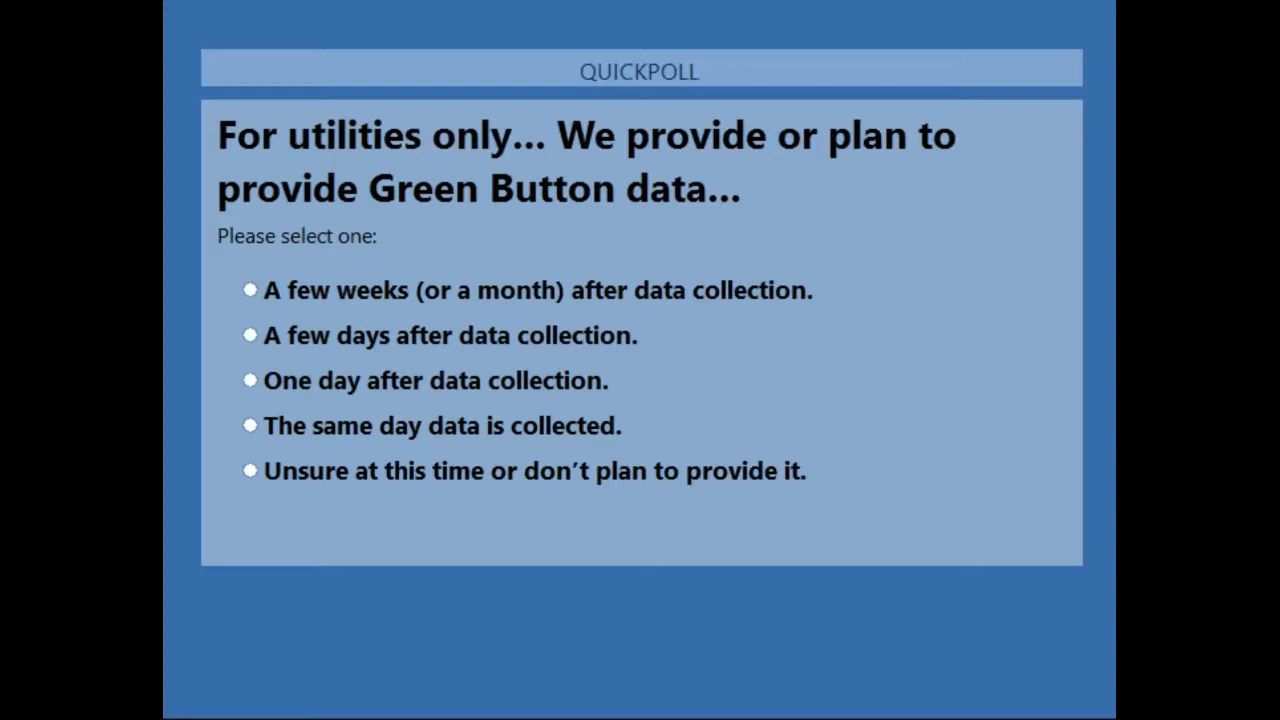 QUICKPOLL
For utilities only... We provide or plan to
provide Green Button data...
Please select one:
A few weeks (or a month) after data collection.
A few days after data collection.
One day after data collection.
The same day data is collected.
Unsure at this time or don’t plan to provide it.